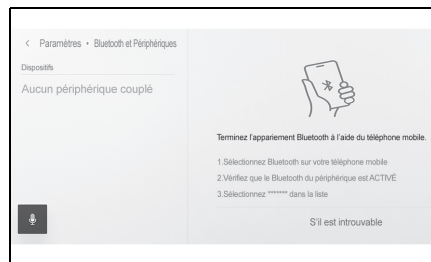 < Paramètres • Bluetooth et Périphériques
Dispositifs
Aucun périphérique couplé
Terminez l'appariement Bluetooth à l'aide du téléphone mobile.
1.Sélectionnez Bluetooth sur votre téléphone mobile
2.Vérifiez que le Bluetooth du périphérique est ACTIVÉ
3.Sélectionnez ******* dans la liste
S'il est introuvable